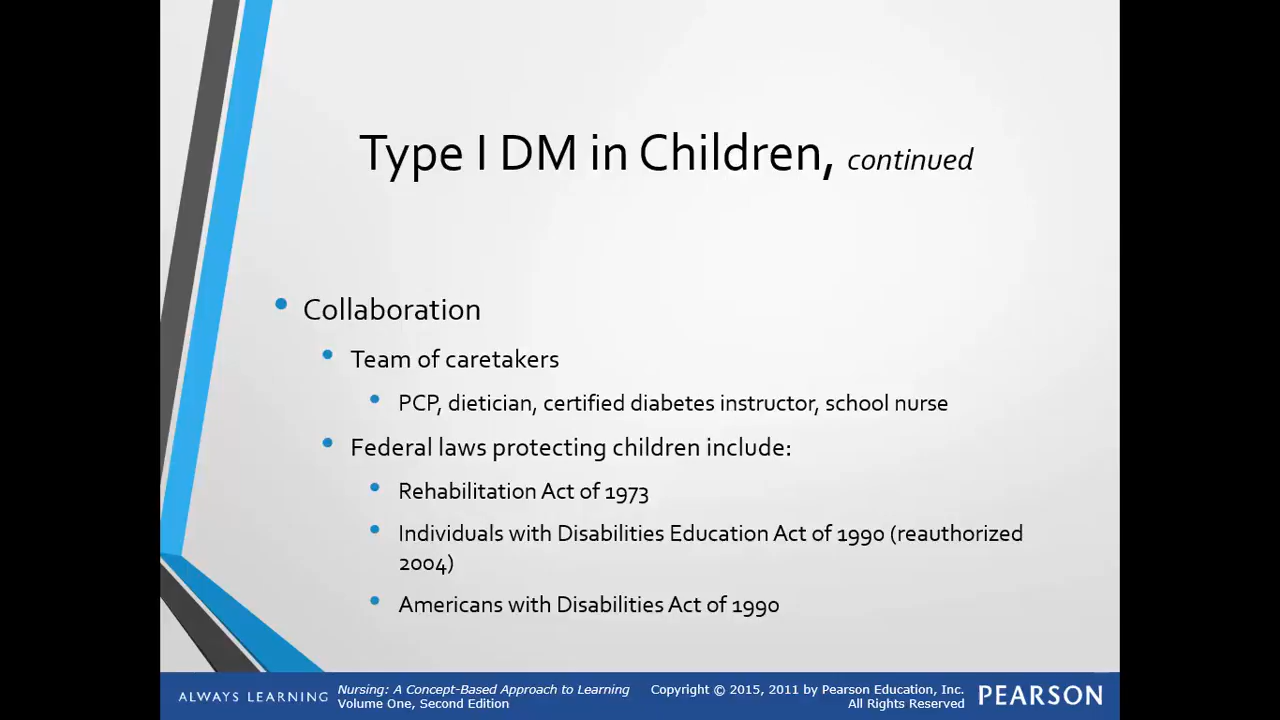 Type I DM in Children, continued
• Collaboration
• Team of caretakers
• PCP, dietician, certified diabetes instructor, school nurse
• Federal laws protecting children include:
• Rehabilitation Act of 1973
• Individuals with Disabilities Education Act of 1990 (reauthorized
2004)
• Americans with Disabilities Act of 1990
ALWAYS LEARNING
Nursing: A Concept-Based Approach to Learning
Volume One, Second Edition
Copyright © 2015, 2011 by Pearson Education, Inc.
All Rights Reserved
PEARSON